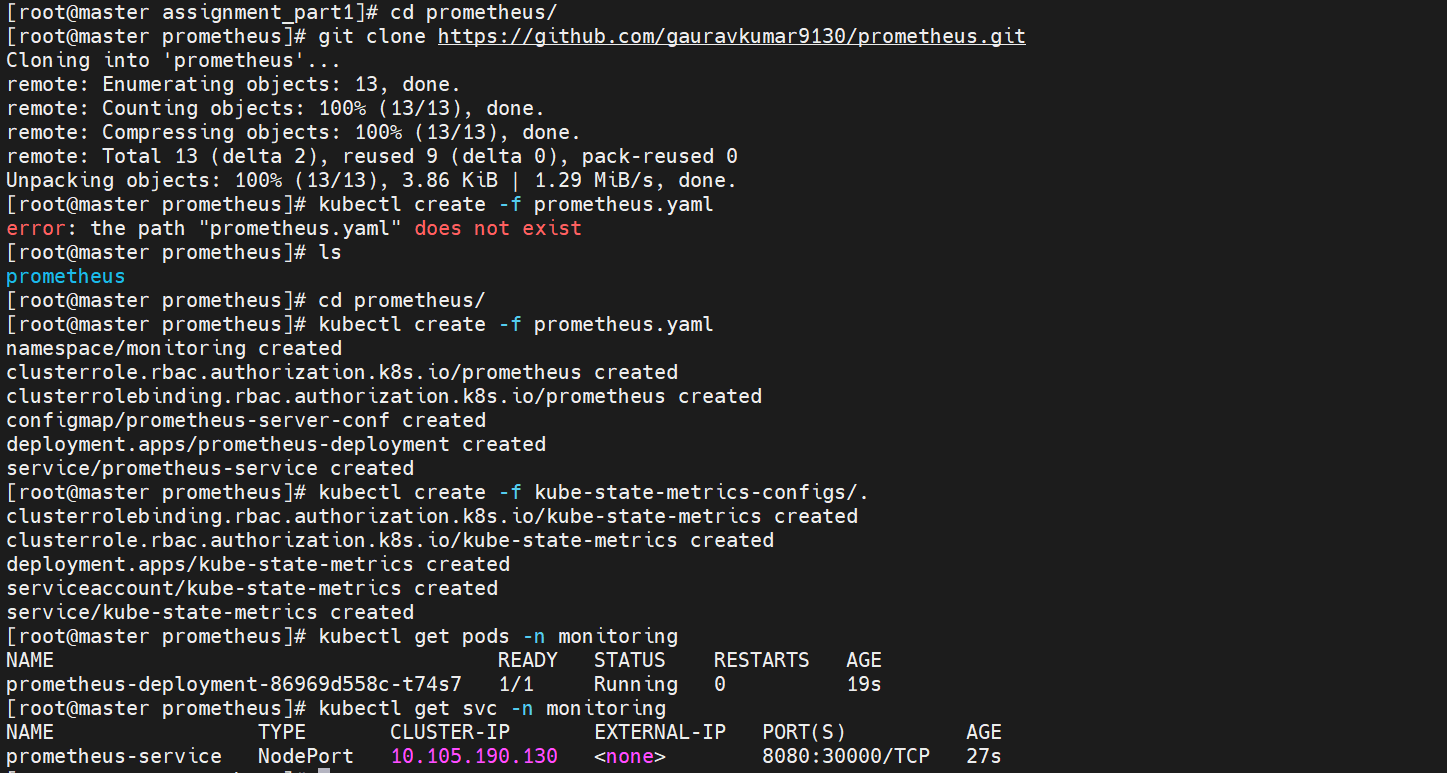 [root@master assignment_part1]# cd prometheus/
[root@master prometheus]# git clone https://github.com/gauravkumar9130/prometheus.git
Cloning into 'prometheus'...
remote: Enumerating objects: 13, done.
remote: Counting objects: 100% (13/13), done.
remote: Compressing objects: 100% (13/13), done.
remote: Total 13 (delta 2), reused 9 (delta 0), pack-reused 0
Unpacking objects: 100% (13/13), 3.86 KiB | 1.29 MiB/s, done.
[root@master prometheus]# kubectl create -f prometheus.yaml
error: the path "prometheus.yaml" does not exist
[root@master prometheus]# ls
prometheus
[root@master prometheus]# cd prometheus/
[root@master prometheus]# kubectl create -f prometheus.yaml
namespace/monitoring created
clusterrole.rbac.authorization.k8s.io/prometheus created
clusterrolebinding.rbac.authorization.k8s.io/prometheus created
configmap/prometheus-server-conf created
deployment.apps/prometheus-deployment created
service/prometheus-service created
[root@master prometheus]# kubectl create -f kube-state-metrics-configs/.
clusterrolebinding.rbac.authorization.k8s.io/kube-state-metrics created
clusterrole.rbac.authorization.k8s.io/kube-state-metrics created
deployment.apps/kube-state-metrics created
serviceaccount/kube-state-metrics created
service/kube-state-metrics created
[root@master prometheus]# kubectl get pods -n monitoring
NAME READY STATUS RESTARTS AGE
prometheus-deployment-86969d558c-t74s7 1/1 Running 0 19s
[root@master prometheus]# kubectl get svc -n monitoring
NAME TYPE CLUSTER-IP EXTERNAL-IP PORT(S) AGE
prometheus-service NodePort 10.105.190.130 <none> 8080:30000/TCP 27s